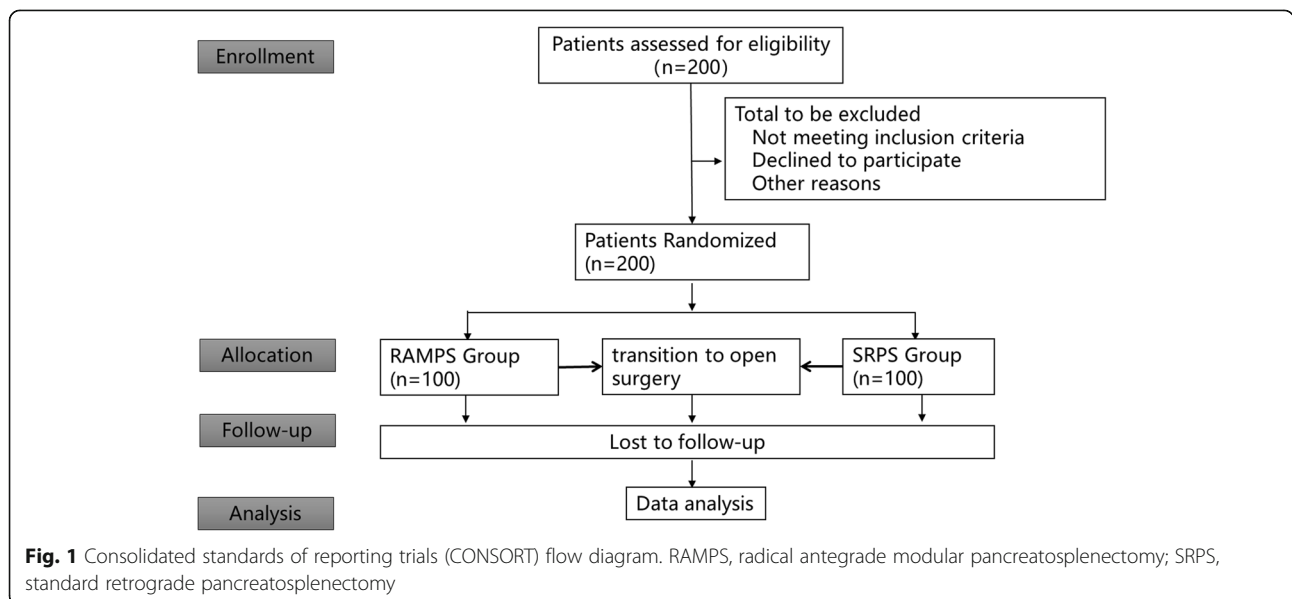 Enrollment
Patients assessed for eligibility
(n=200)
Total to be excluded
Not meeting inclusion criteria
Declined to participate
Other reasons
Patients Randomized
(n=200)
Allocation
RAMPS Group
(n=100)
transition to open
surgery
SRPS Group
(n=100)
Follow-up
Lost to follow-up
Analysis
Data analysis
Fig. 1 Consolidated standards of reporting trials (CONSORT) flow diagram. RAMPS, radical antegrade modular pancreatosplenectomy; SRPS,
standard retrograde pancreatosplenectomy